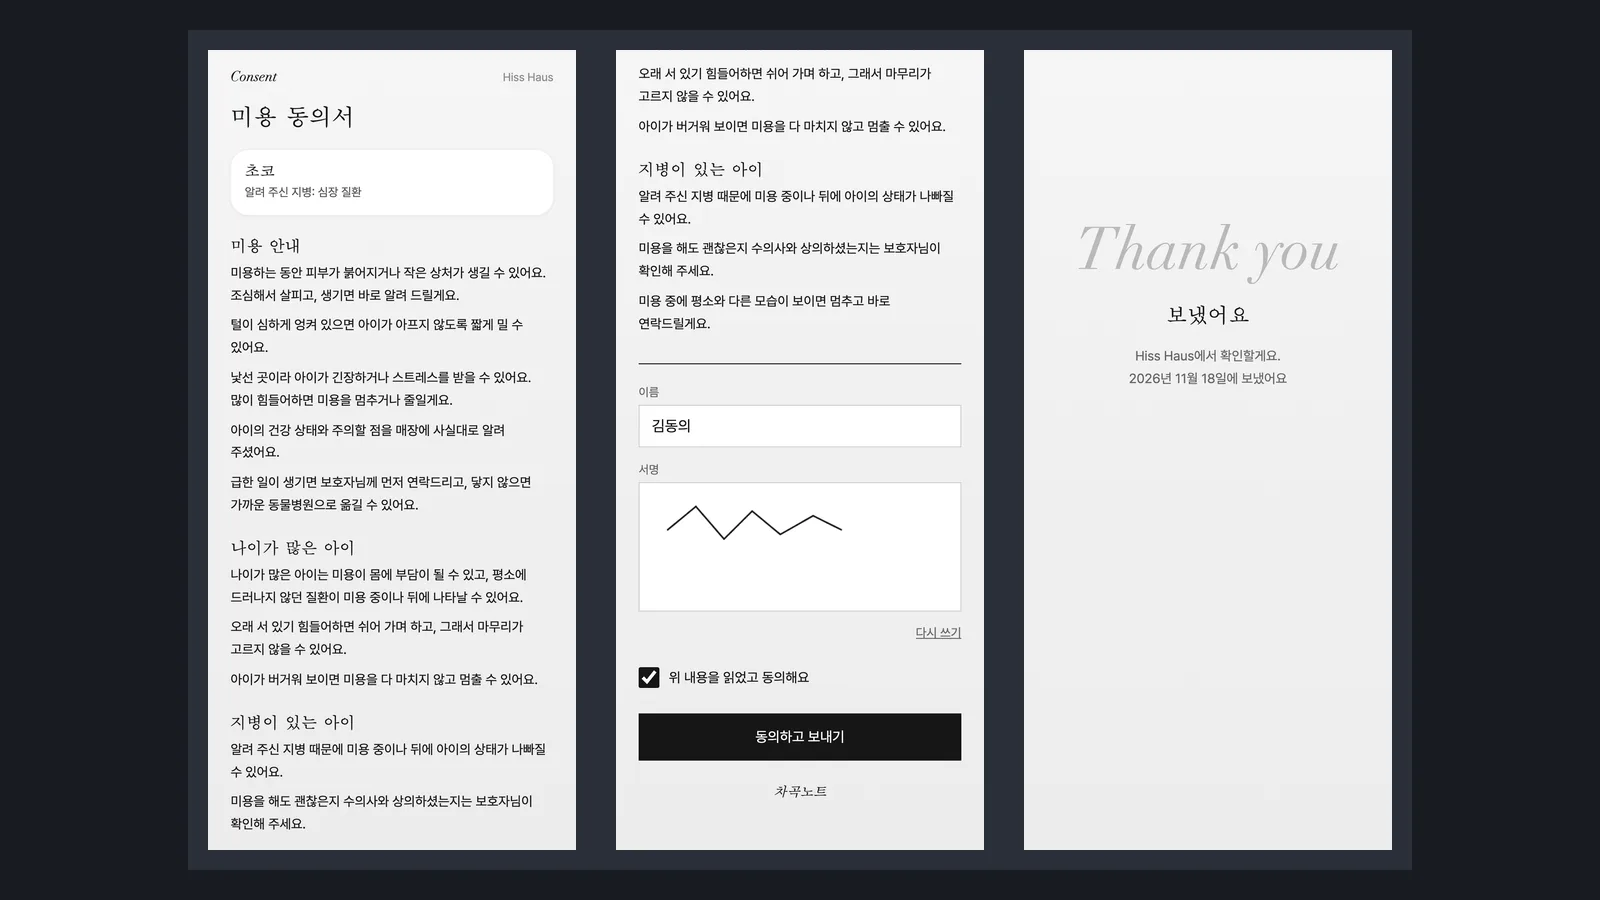 Consent
Hiss Haus
미용 동의서
초코
알려 주신 지병: 심장 질환
미용 안내
미용하는 동안 피부가 붉어지거나 작은 상처가 생길 수 있어요.
조심해서 살피고, 생기면 바로 알려 드릴게요.
털이 심하게 엉켜 있으면 아이가 아프지 않도록 짧게 밀 수
있어요.
낯선 곳이라 아이가 긴장하거나 스트레스를 받을 수 있어요.
많이 힘들어하면 미용을 멈추거나 줄일게요.
아이의 건강 상태와 주의할 점을 매장에 사실대로 알려
주셨어요.
급한 일이 생기면 보호자님께 먼저 연락드리고, 닿지 않으면
가까운 동물병원으로 옮길 수 있어요.
나이가 많은 아이
나이가 많은 아이는 미용이 몸에 부담이 될 수 있고, 평소에
드러나지 않던 질환이 미용 중이나 뒤에 나타날 수 있어요.
오래 서 있기 힘들어하면 쉬어 가며 하고, 그래서 마무리가
고르지 않을 수 있어요.
아이가 버거워 보이면 미용을 다 마치지 않고 멈출 수 있어요.
지병이 있는 아이
알려 주신 지병 때문에 미용 중이나 뒤에 아이의 상태가 나빠질
수 있어요.
미용을 해도 괜찮은지 수의사와 상의하셨는지는 보호자님이
확인해 주세요.
오래 서 있기 힘들어하면 쉬어 가며 하고, 그래서 마무리가
고르지 않을 수 있어요.
아이가 버거워 보이면 미용을 다 마치지 않고 멈출 수 있어요.
지병이 있는 아이
알려 주신 지병 때문에 미용 중이나 뒤에 아이의 상태가 나빠질
수 있어요.
미용을 해도 괜찮은지 수의사와 상의하셨는지는 보호자님이
확인해 주세요.
미용 중에 평소와 다른 모습이 보이면 멈추고 바로
연락드릴게요.
이름
김동의
서명
다시 쓰기
위 내용을 읽었고 동의해요
동의하고 보내기
차곡노트
Thank you
보냈어요
Hiss Haus에서 확인할게요.
2026년 11월 18일에 보냈어요